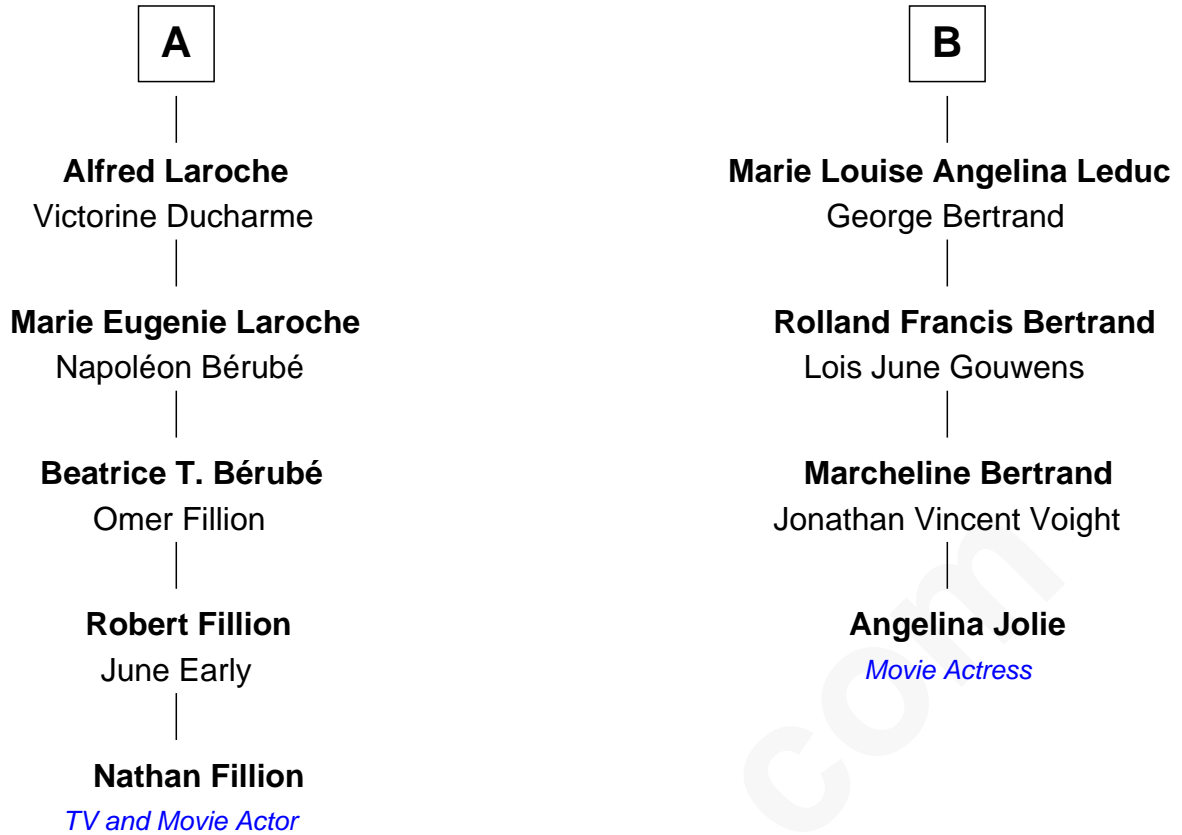 A
Alfred Laroche
Victorine Ducharme
Marie Eugenie Laroche
Napoléon Bérubé
Beatrice T. Bérubé
Omer Fillion
Robert Fillion
June Early
Nathan Fillion
TV and Movie Actor
B
Marie Louise Angelina Leduc
George Bertrand
Rolland Francis Bertrand
Lois June Gouwens
Marcheline Bertrand
Jonathan Vincent Voight
Angelina Jolie
Movie Actress
com